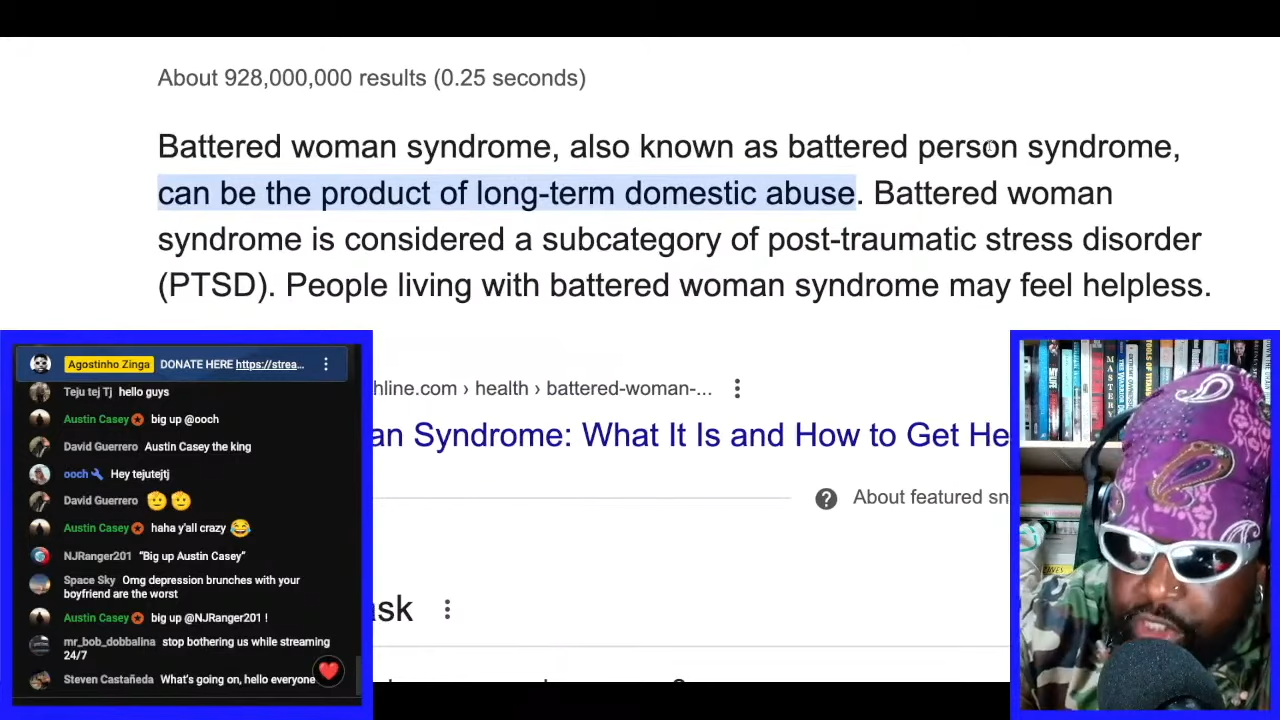 About 928,000,000 results (0.25 seconds)
Battered woman syndrome, also known as battered person syndrome,
can be the product of long-term domestic abuse. Battered woman
syndrome is considered a subcategory of post-traumatic stress disorder
(PTSD). People living with battered woman syndrome may feel helpless.
hline.com › health › battered-woman-...
an Syndrome: What It Is and How to Get He
About featured sn
ask
Agostinho Zinga DONATE HERE https://strea...
Teju tej Tj hello guys
Austin Casey big up @ooch
David Guerrero Austin Casey the king
ooch Hey tejutejtj
David Guerrero
Austin Casey haha y'all crazy
NJRanger201 “Big up Austin Casey”
Space Sky Omg depression brunches with your
boyfriend are the worst
Austin Casey big up @NJRanger201 !
mr_bob_dobbalina stop bothering us while streaming
24/7
Steven Castañeda What's going on, hello everyone
TOOLS OF TITAN